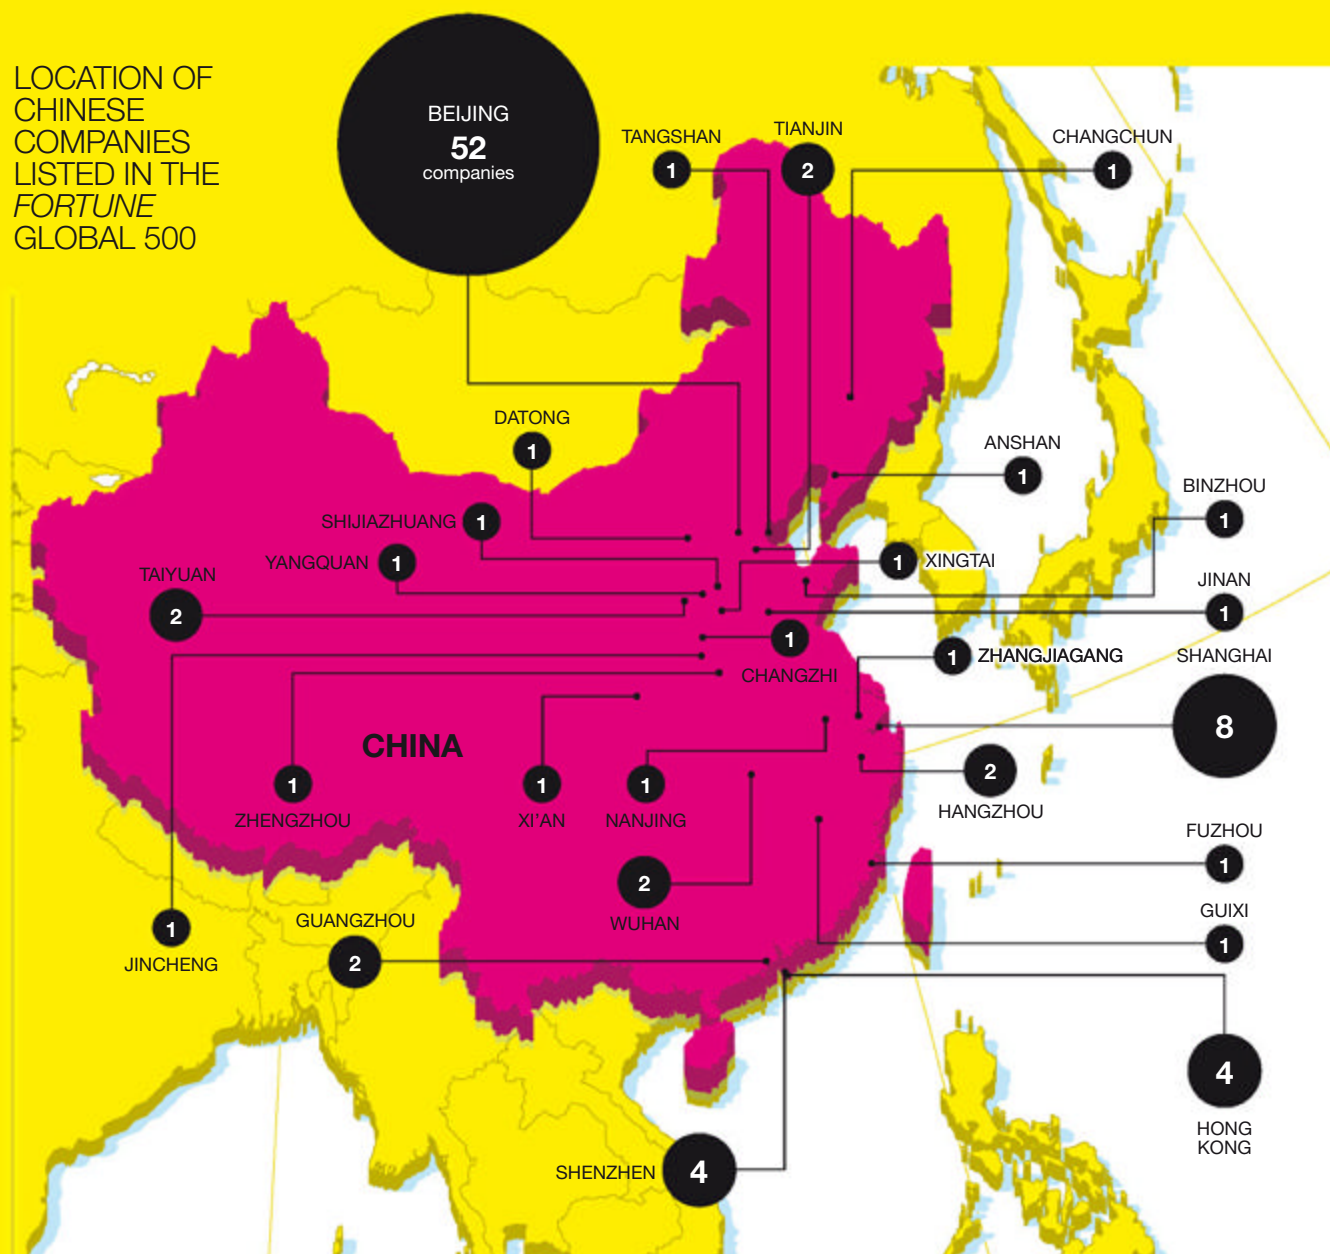 LOCATION OF
CHINESE
COMPANIES
LISTED IN THE
FORTUNE
GLOBAL 500
BEIJING
52
companies
TANGSHAN
1
TIANJIN
2
CHANGCHUN
1
DATONG
1
ANSHAN
1
BINZHOU
1
SHIJIAZHUANG
1
YANGQUAN
1
XINGTAI
1
TAIYUAN
2
JINAN
1
CHANGZHI
1
ZHANGJIAGANG
1
SHANGHAI
8
CHINA
1
ZHENGZHOU
1
XI'AN
1
NANJING
2
HANGZHOU
FUZHOU
1
2
WUHAN
GUIXI
1
1
JINCHENG
GUANGZHOU
2
4
HONG
KONG
SHENZHEN
4